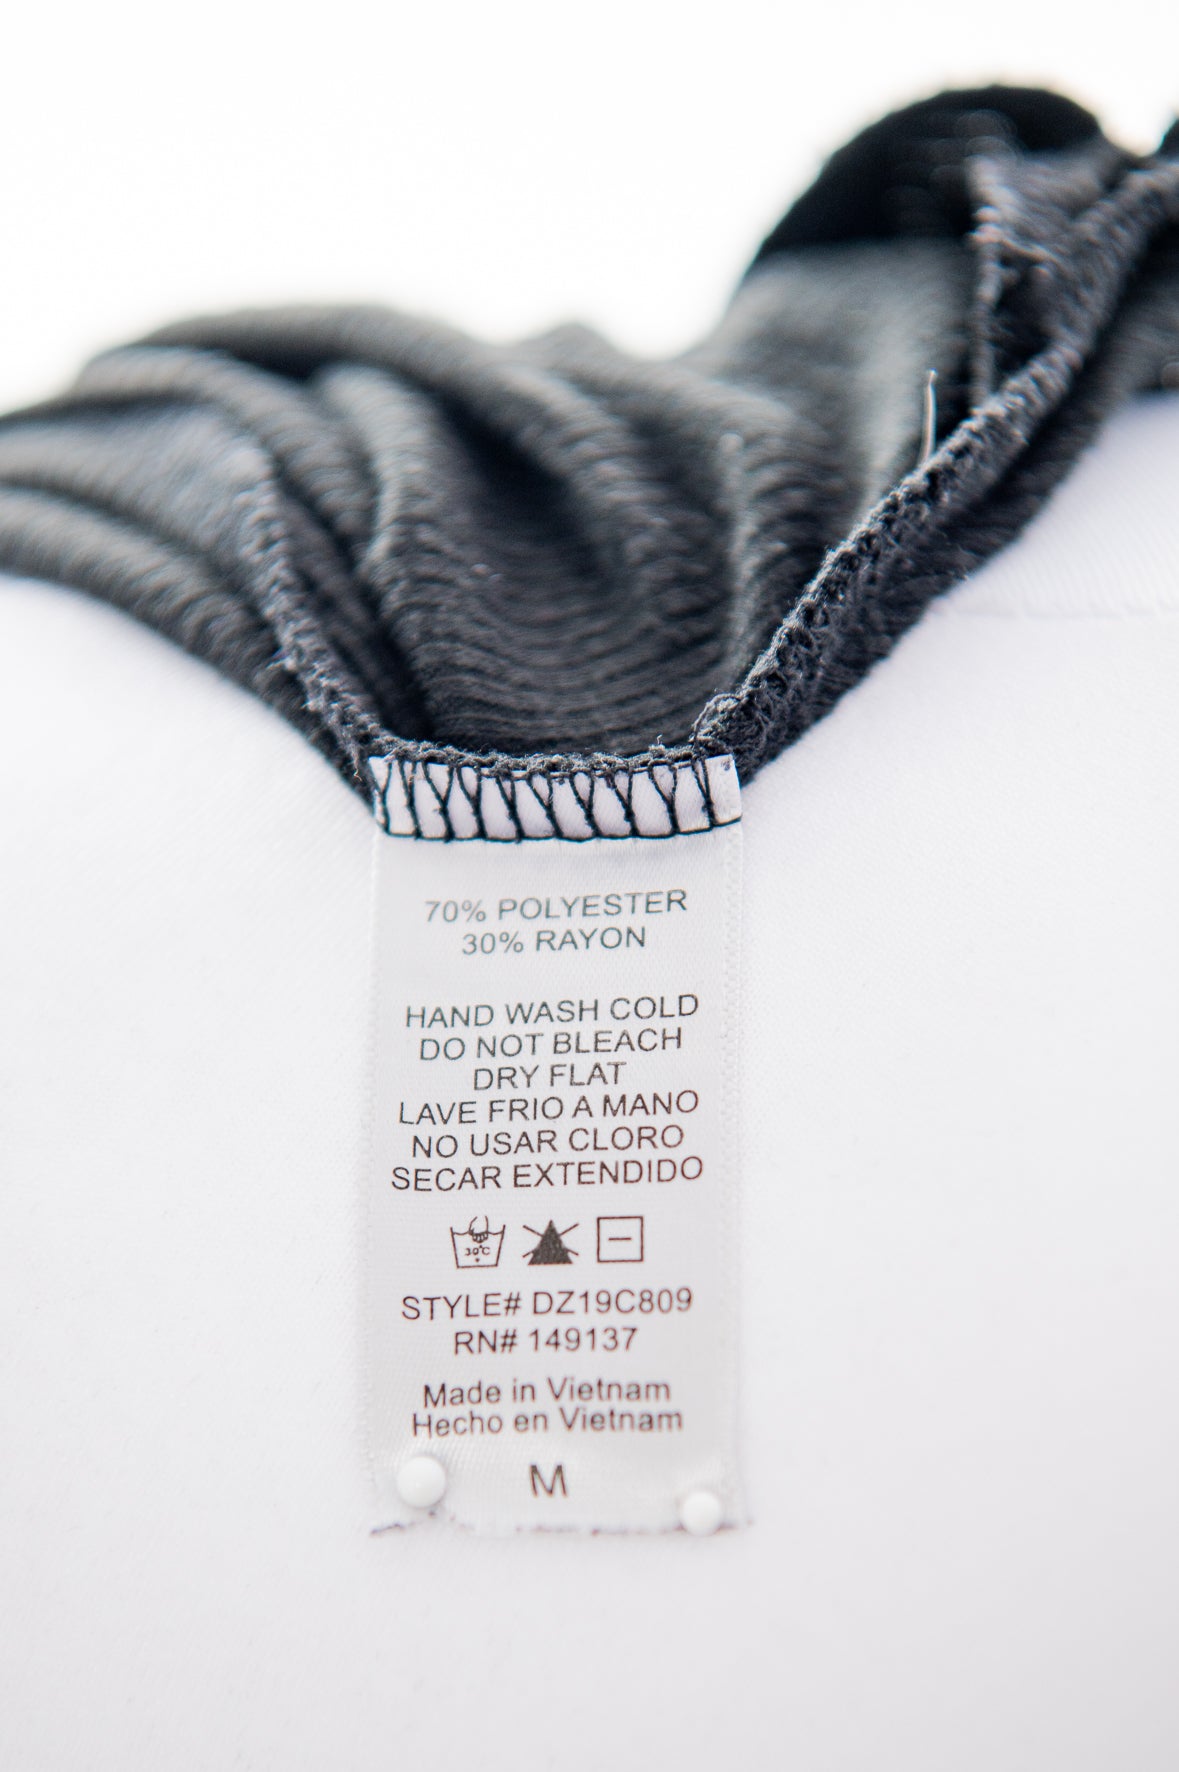 70% POLYESTER
30% RAYON
HAND WASH COLD
DO NOT BLEACH
DRY FLAT
LAVE FRIO A MANO
NO USAR CLORO
SECAR EXTENDIDO
30°C
STYLE# DZ19C809
RN# 149137
Made in Vietnam
Hecho en Vietnam
M